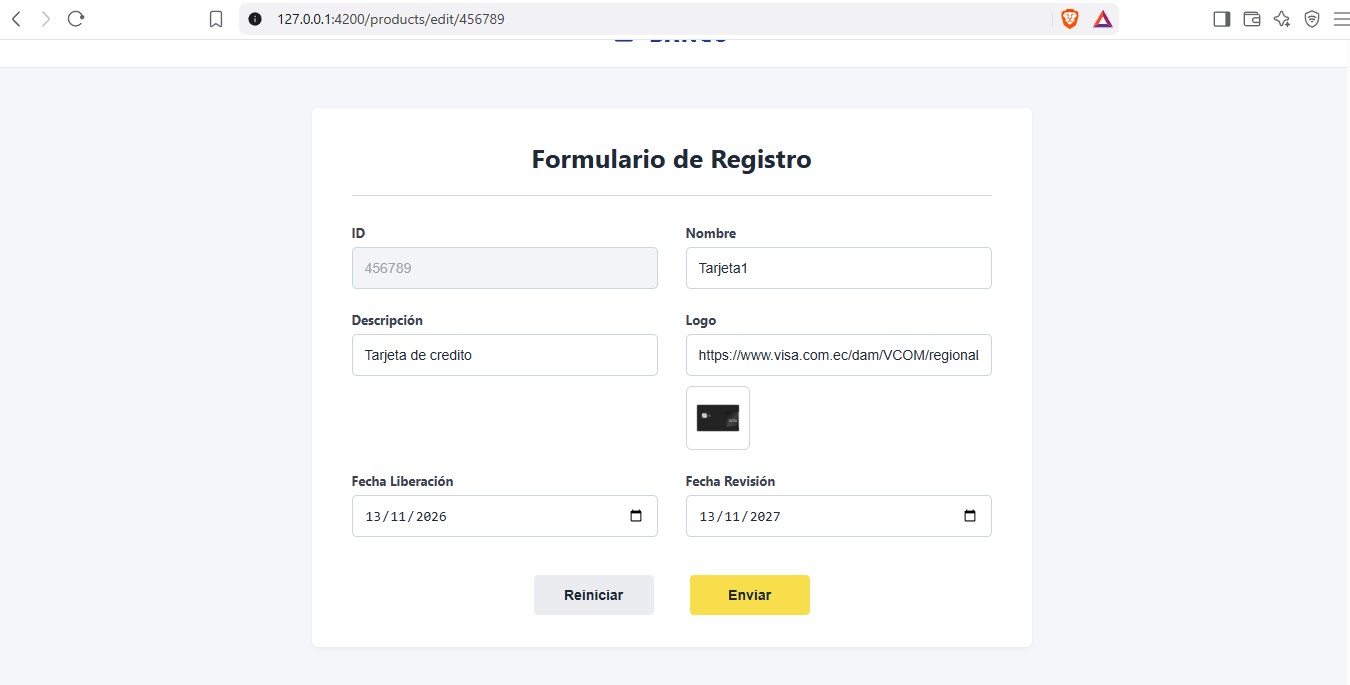 127.0.0.1:4200/products/edit/456789
BANCO
Formulario de Registro
ID
Nombre
456789
Tarjeta1
Descripción
Logo
Tarjeta de credito
https://www.visa.com.ec/dam/VCOM/regional
Fecha Liberación
Fecha Revisión
13/11/2026
13/11/2027
Reiniciar
Enviar